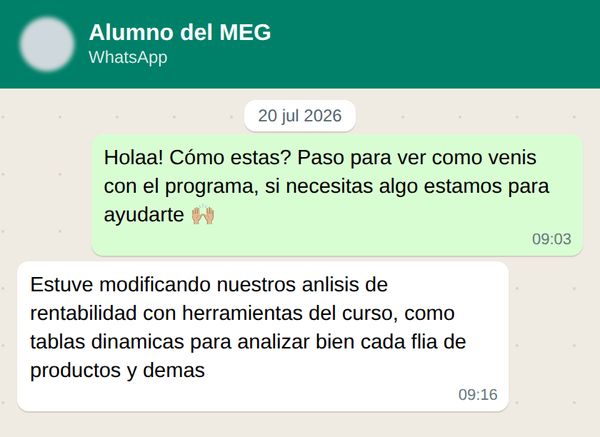 Alumno del MEG
WhatsApp
20 jul 2026
Holaa! Cómo estas? Paso para ver como venis
con el programa, si necesitas algo estamos para
ayudarte 🙌🏼
09:03
Estuve modificando nuestros anlisis de
rentabilidad con herramientas del curso, como
tablas dinamicas para analizar bien cada flia de
productos y demas
09:16